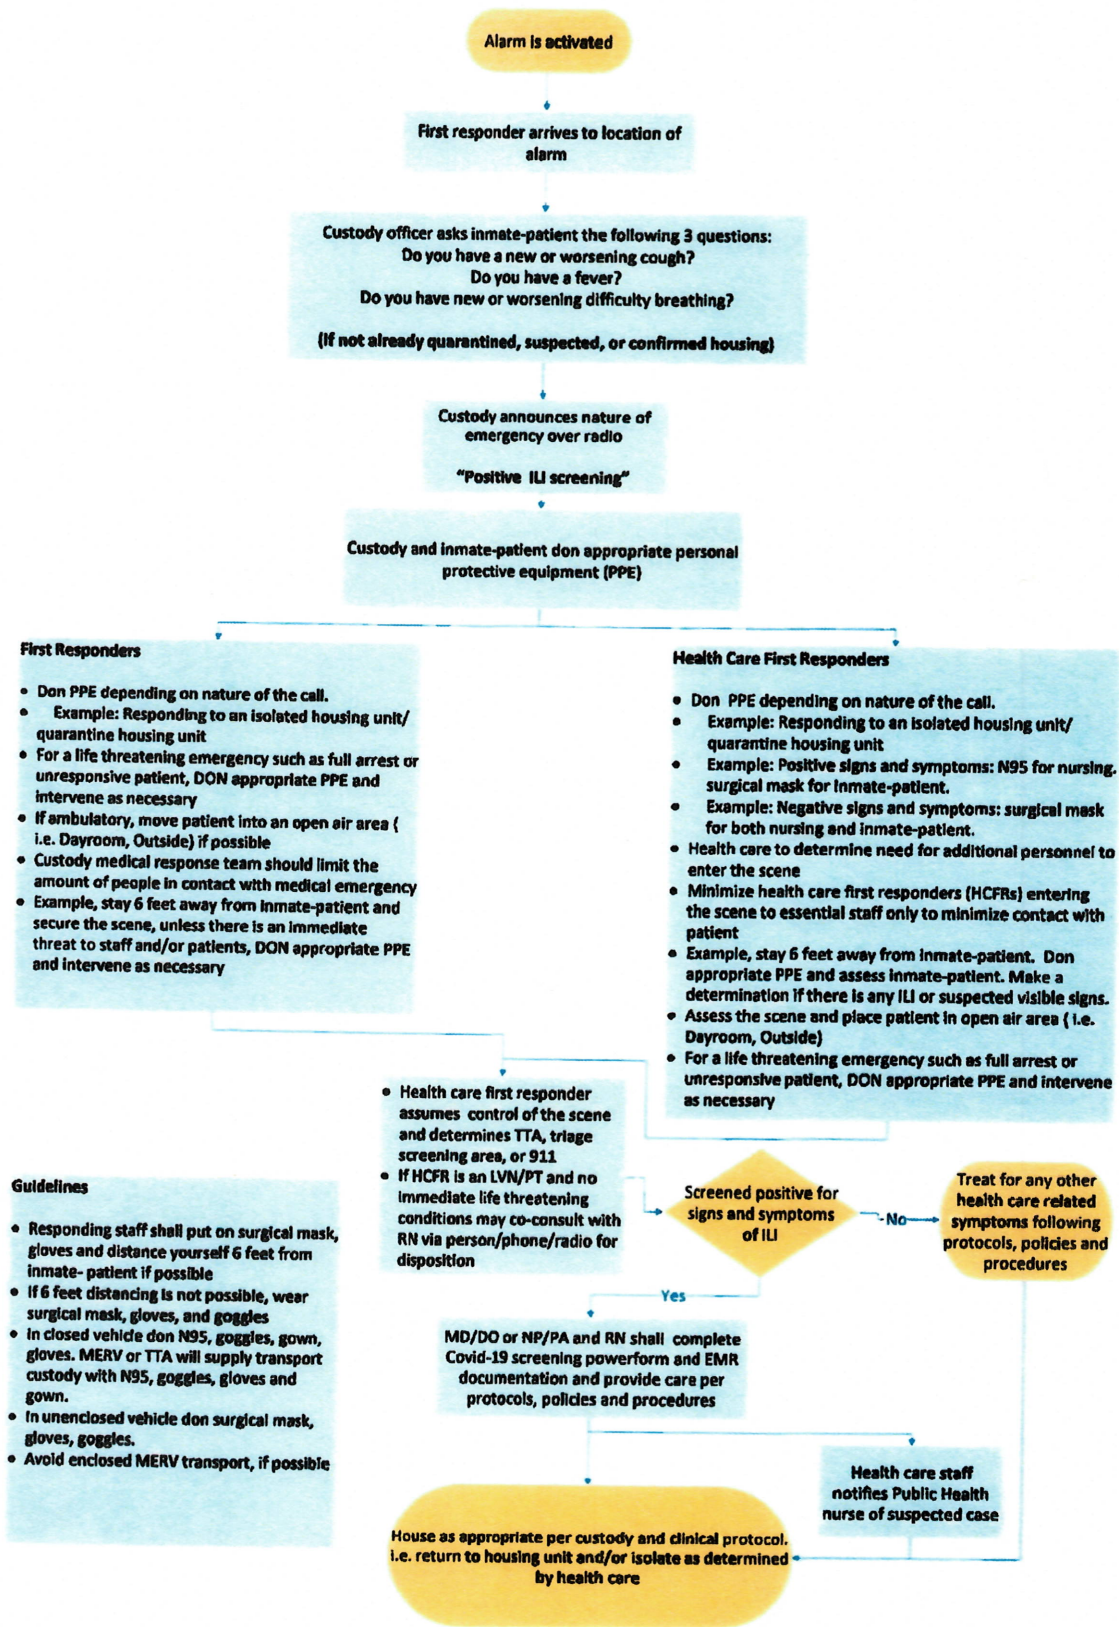 Alarm is activated
First responder arrives to location of
alarm
Custody officer asks inmate-patient the following 3 questions:
Do you have a new or worsening cough?
Do you have a fever?
Do you have new or worsening difficulty breathing?
(If not already quarantined, suspected, or confirmed housing)
Custody announces nature of
emergency over radio
"Positive ILI screening"
Custody and inmate-patient don appropriate personal
protective equipment (PPE)
First Responders
• Don PPE depending on nature of the call.
• Example: Responding to an isolated housing unit/
quarantine housing unit
• For a life threatening emergency such as full arrest or
unresponsive patient, DON appropriate PPE and
intervene as necessary
• If ambulatory, move patient into an open air area (
i.e. Dayroom, Outside) if possible
• Custody medical response team should limit the
amount of people in contact with medical emergency
• Example, stay 6 feet away from inmate-patient and
secure the scene, unless there is an immediate
threat to staff and/or patients, DON appropriate PPE
and intervene as necessary
Health Care First Responders
• Don PPE depending on nature of the call.
• Example: Responding to an isolated housing unit/
quarantine housing unit
• Example: Positive signs and symptoms: N95 for nursing.
surgical mask for inmate-patient.
• Example: Negative signs and symptoms: surgical mask
for both nursing and inmate-patient.
• Health care to determine need for additional personnel to
enter the scene
• Minimize health care first responders (HCFRs) entering
the scene to essential staff only to minimize contact with
patient
• Example, stay 6 feet away from inmate-patient. Don
appropriate PPE and assess inmate-patient. Make a
determination if there is any ILI or suspected visible signs.
• Assess the scene and place patient in open air area ( i.e.
Dayroom, Outside)
• For a life threatening emergency such as full arrest or
unresponsive patient, DON appropriate PPE and intervene
as necessary
• Health care first responder
assumes control of the scene
and determines TTA, triage
screening area, or 911
• If HCFR is an LVN/PT and no
immediate life threatening
conditions may co-consult with
RN via person/phone/radio for
disposition
Screened positive for
signs and symptoms
of ILI
No
Treat for any other
health care related
symptoms following
protocols, policies and
procedures
Yes
Guidelines
• Responding staff shall put on surgical mask,
gloves and distance yourself 6 feet from
inmate- patient if possible
• If 6 feet distancing is not possible, wear
surgical mask, gloves, and goggles
• In closed vehicle don N95, goggles, gown,
gloves. MERV or TTA will supply transport
custody with N95, goggles, gloves and
gown.
• In unenclosed vehicle don surgical mask,
gloves, goggles.
• Avoid enclosed MERV transport, if possible
MD/DO or NP/PA and RN shall complete
Covid-19 screening powerform and EMR
documentation and provide care per
protocols, policies and procedures
Health care staff
notifies Public Health
nurse of suspected case
House as appropriate per custody and clinical protocol.
i.e. return to housing unit and/or isolate as determined
by health care